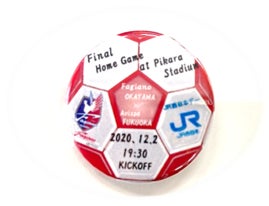 Final
Home Game
at Pikara
Stadium
Fagiano
OKAYAMA
vs
Avispa
FUKUOKA
JR
2020.12.2
19:30
KICKOFF